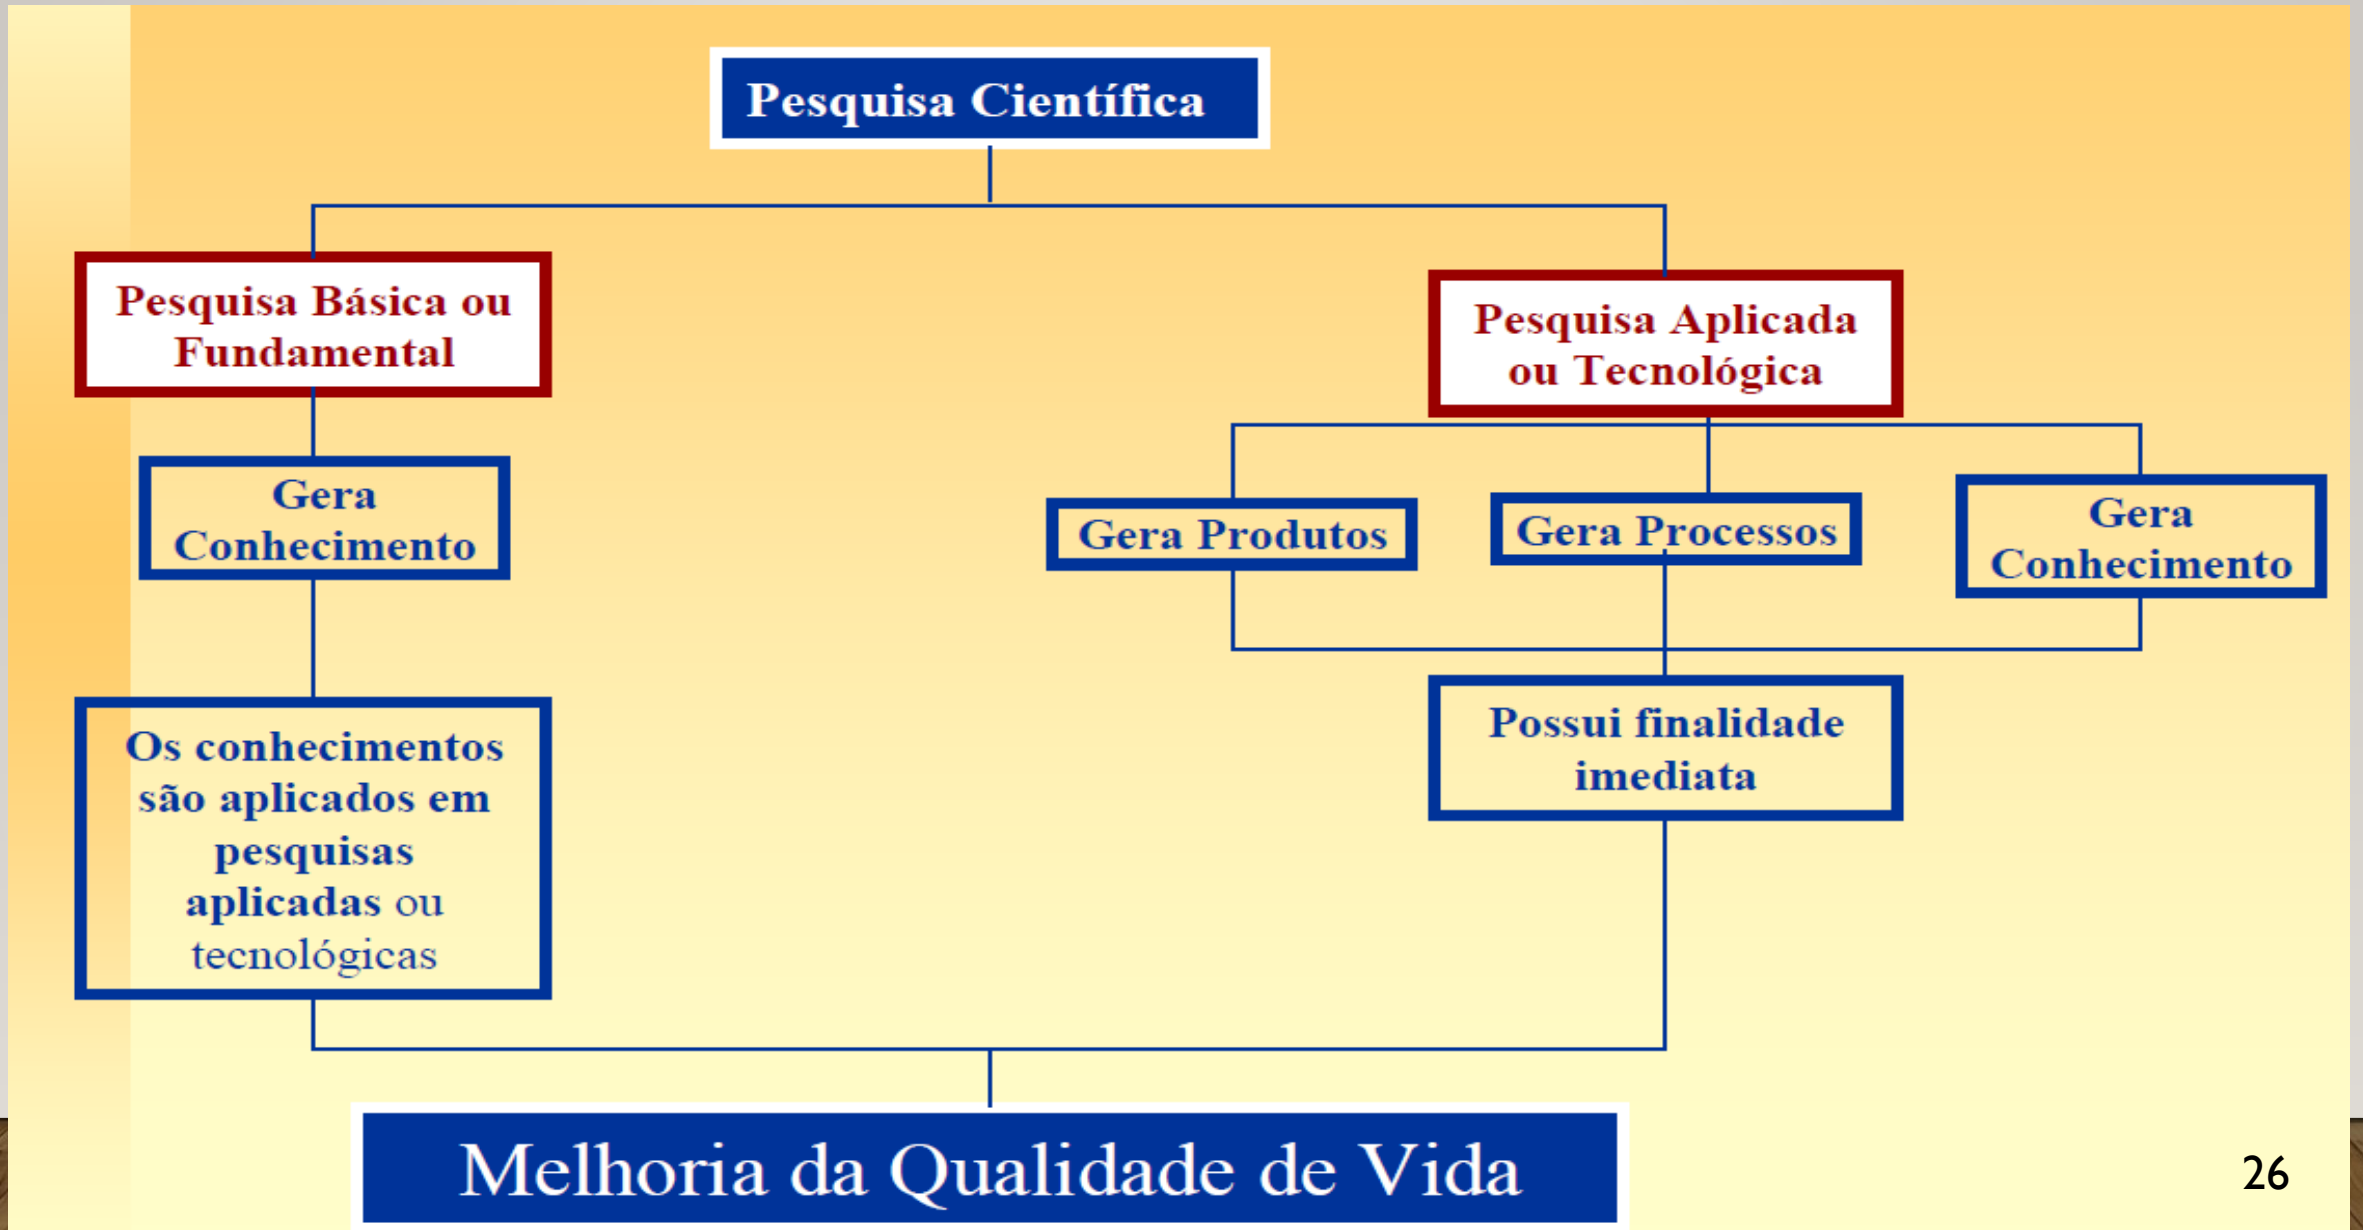 Pesquisa Científica
Pesquisa Básica ou
Fundamental
Pesquisa Aplicada
ou Tecnológica
Gera
Conhecimento
Gera Produtos
Gera Processos
Gera
Conhecimento
Os conhecimentos
são aplicados em
pesquisas
aplicadas ou
tecnológicas
Possui finalidade
imediata
Melhoria da Qualidade de Vida
26